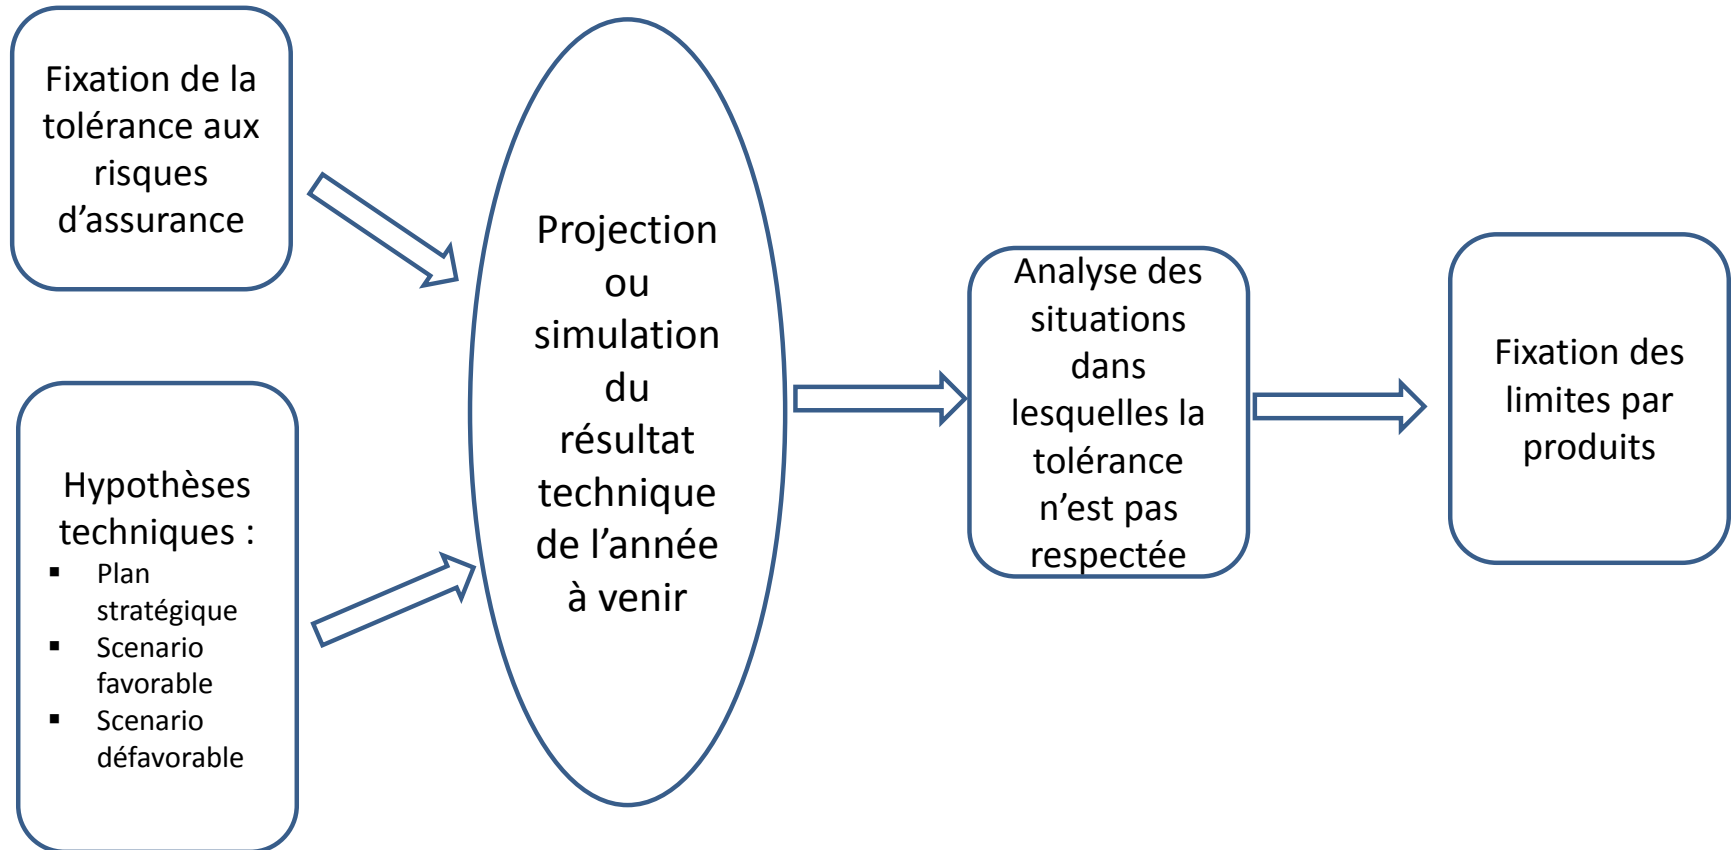 Fixation de la
tolérance aux
risques
d’assurance
Hypothèses
techniques :
▪ Plan
stratégique
▪ Scenario
favorable
▪ Scenario
défavorable
Projection
ou
simulation
du
résultat
technique
de l’année
à venir
Analyse des
situations
dans
lesquelles la
tolérance
n’est pas
respectée
Fixation des
limites par
produits